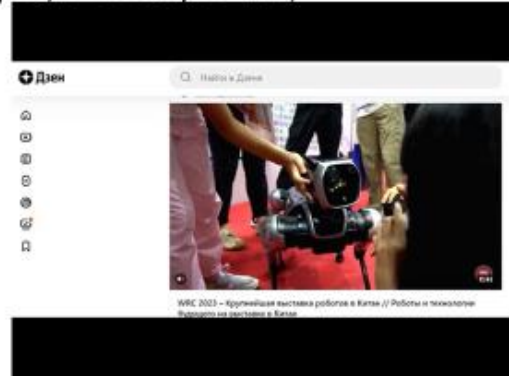 Дзен
Найти в Дзене
WRC 2023 – Крупнейшая выставка роботов в Китае // Роботы и технологии
будущего на выставке в Китае